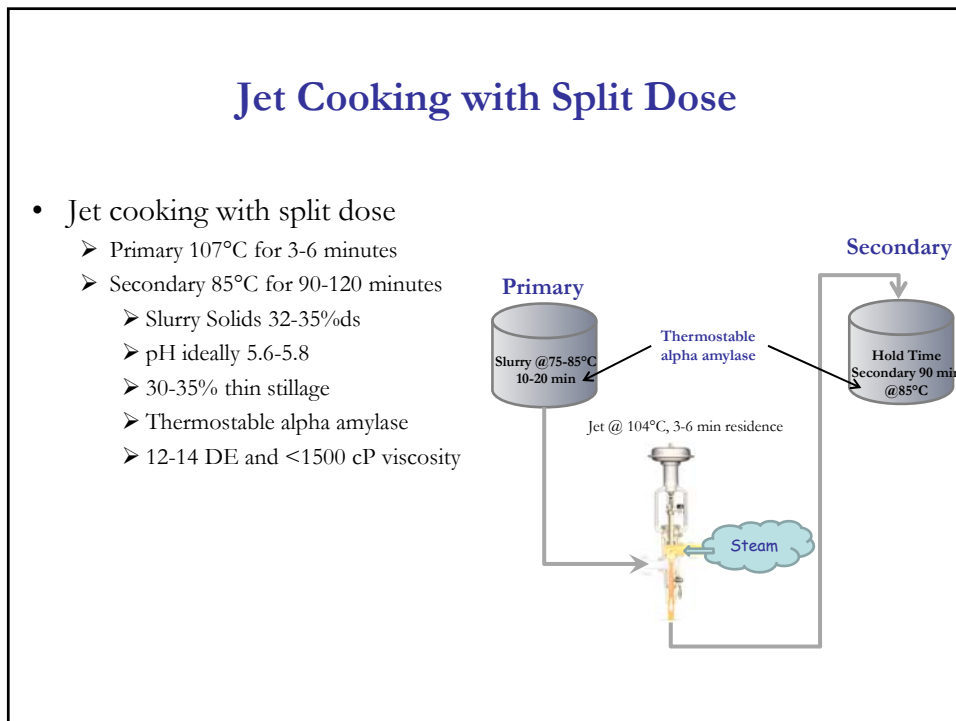 Jet Cooking with Split Dose
• Jet cooking with split dose
➢ Primary 107°C for 3-6 minutes
➢ Secondary 85°C for 90-120 minutes
➢ Slurry Solids 32-35%ds
➢ pH ideally 5.6-5.8
➢ 30-35% thin stillage
➢ Thermostable alpha amylase
➢ 12-14 DE and <1500 cP viscosity
Primary
Slurry @75-85°C
10-20 min
Thermostable
alpha amylase
Secondary
Hold Time
Secondary 90 min
@85°C
Jet @ 104°C, 3-6 min residence
Steam